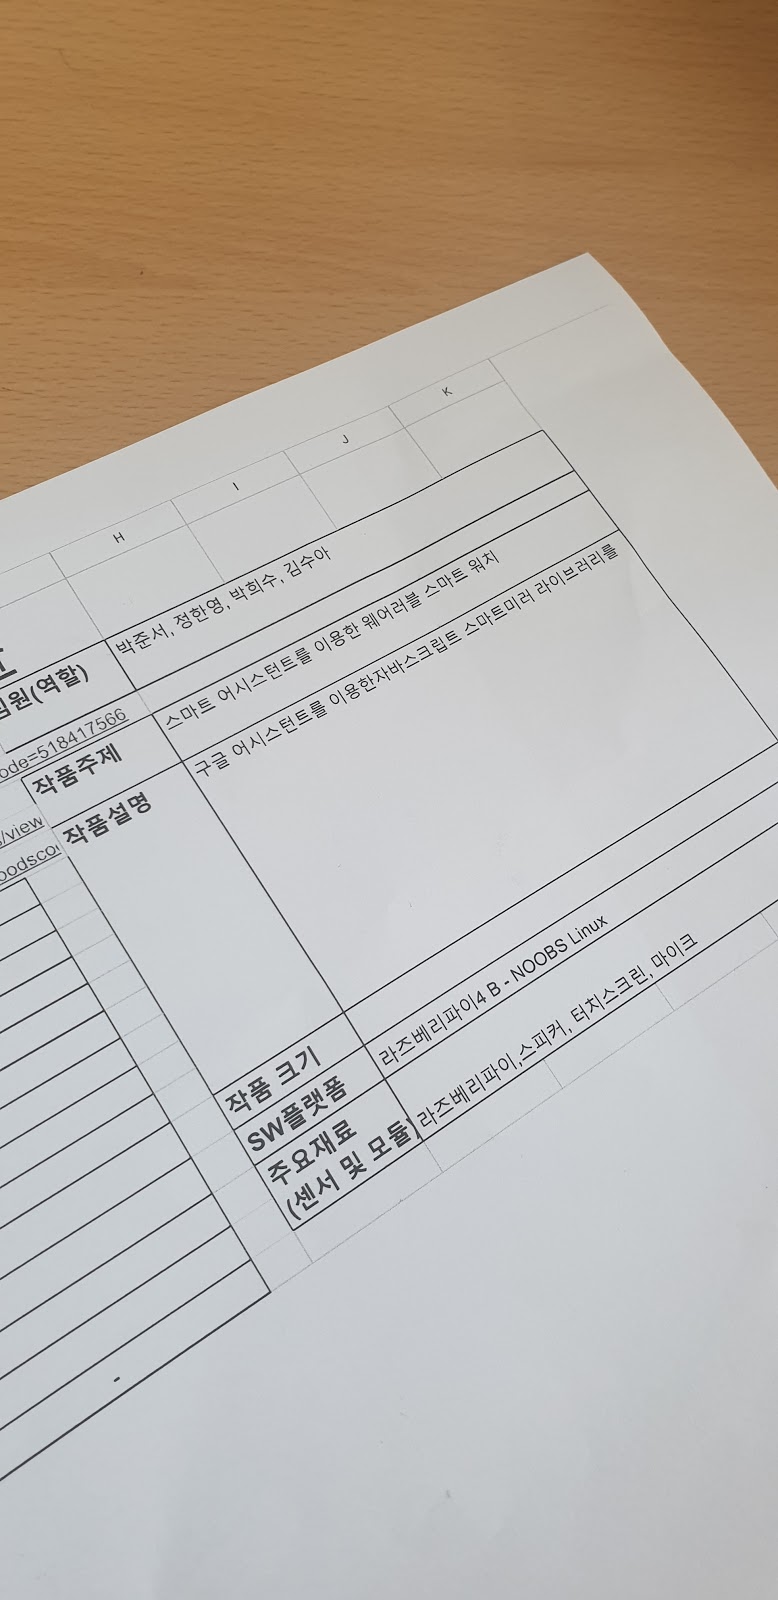 H I J K
원(역할) 박준서, 정한영, 박희수, 김수아
ode=518417566
작품주제 스마트 어시스턴트를 이용한 웨어러블 스마트 워치
/view
작품설명 구글 어시스턴트를 이용한자바스크립트 스마트미러 라이브러리를
oodsco
작품 크기
SW플랫폼 라즈베리파이4 B - NOOBS Linux
주요재료 라즈베리파이,스피커, 터치스크린, 마이크
(센서 및 모듈)
-